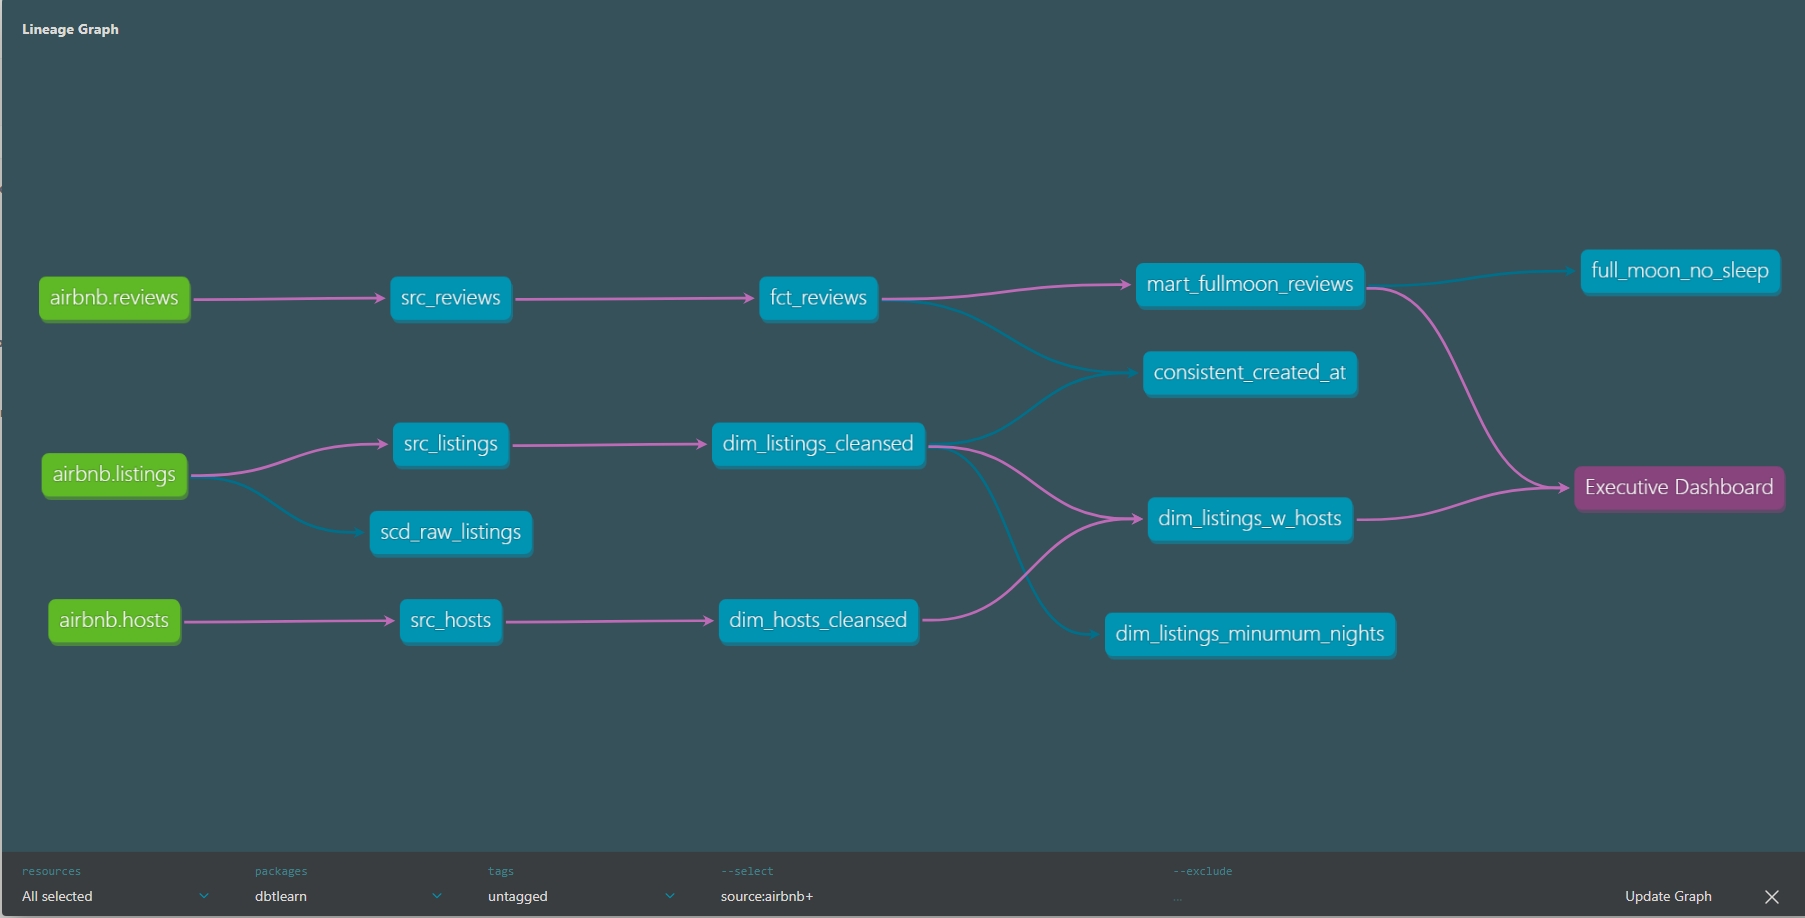 Lineage Graph
full_moon_no_sleep
airbnb.reviews
src_reviews
fct_reviews
mart_fullmoon_reviews
consistent_created_at
src_listings
dim_listings_cleansed
airbnb.listings
Executive Dashboard
scd_raw_listings
dim_listings_w_hosts
airbnb.hosts
src_hosts
dim_hosts_cleansed
dim_listings_minumum_nights
resources
packages
tags
--select
--exclude
All selected
dbtlearn
untagged
source:airbnb+
...
Update Graph